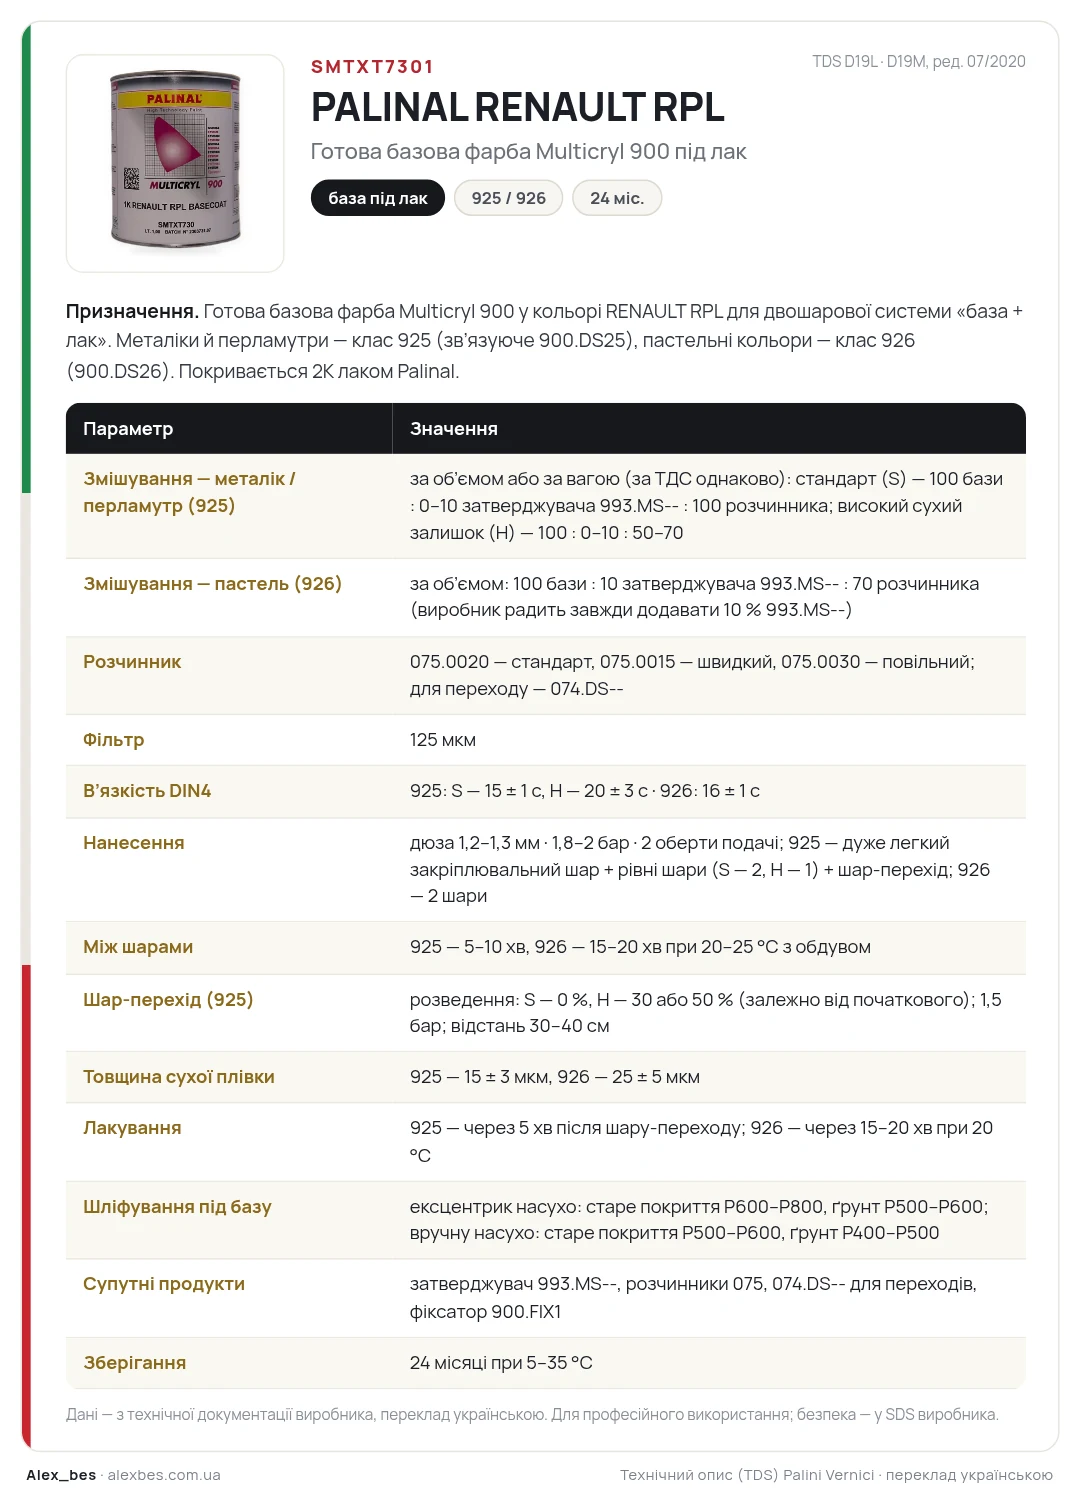 SMTXT7301
TDS D19L · D19M, ред. 07/2020
PALINAL RENAULT RPL
Готова базова фарба Multicryl 900 під лак
база під лак
925 / 926
24 міс.
PALINAL
High Technology Paint
MULTICRYL 900
1K RENAULT RPL BASECOAT
SMTXT730
Призначення. Готова базова фарба Multicryl 900 у кольорі RENAULT RPL для двошарової системи «база +
лак». Металіки й перламутри — клас 925 (зв’язуюче 900.DS25), пастельні кольори — клас 926
(900.DS26). Покривається 2К лаком Palinal.
Параметр
Значення
Змішування — металік /
перламутр (925)
за об’ємом або за вагою (за ТДС однаково): стандарт (S) — 100 бази
: 0–10 затверджувача 993.MS-- : 100 розчинника; високий сухий
залишок (H) — 100 : 0–10 : 50–70
Змішування — пастель (926)
за об’ємом: 100 бази : 10 затверджувача 993.MS-- : 70 розчинника
(виробник радить завжди додавати 10 % 993.MS--)
Розчинник
075.0020 — стандарт, 075.0015 — швидкий, 075.0030 — повільний;
для переходу — 074.DS--
Фільтр
125 мкм
В’язкість DIN4
925: S — 15 ± 1 с, H — 20 ± 3 с · 926: 16 ± 1 с
Нанесення
дюза 1,2–1,3 мм · 1,8–2 бар · 2 оберти подачі; 925 — дуже легкий
закріплювальний шар + рівні шари (S — 2, H — 1) + шар-перехід; 926
— 2 шари
Між шарами
925 — 5–10 хв, 926 — 15–20 хв при 20–25 °C з обдувом
Шар-перехід (925)
розведення: S — 0 %, H — 30 або 50 % (залежно від початкового); 1,5
бар; відстань 30–40 см
Товщина сухої плівки
925 — 15 ± 3 мкм, 926 — 25 ± 5 мкм
Лакування
925 — через 5 хв після шару-переходу; 926 — через 15–20 хв при 20
°C
Шліфування під базу
ексцентрик насухо: старе покриття P600–P800, ґрунт P500–P600;
вручну насухо: старе покриття P500–P600, ґрунт P400–P500
Супутні продукти
затверджувач 993.MS--, розчинники 075, 074.DS-- для переходів,
фіксатор 900.FIX1
Зберігання
24 місяці при 5–35 °C
Дані — з технічної документації виробника, переклад українською. Для професійного використання; безпека — у SDS виробника.
Alex_bes · alexbes.com.ua
Технічний опис (TDS) Palini Vernici · переклад українською